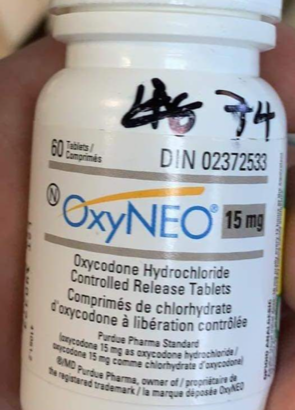 74
60 Tablets / Comprimés
DIN 02372533
N OxyNEO® 15 mg
Oxycodone Hydrochloride
Controlled Release Tablets
Comprimés de chlorhydrate
d'oxycodone à libération contrôlée
Purdue Pharma Standard
(oxycodone 15 mg as oxycodone hydrochloride /
oxycodone 15 mg comme chlorhydrate d'oxycodone)
®/MD Purdue Pharma, owner of / propriétaire de
the registered trademark / la marque déposée OxyNEO